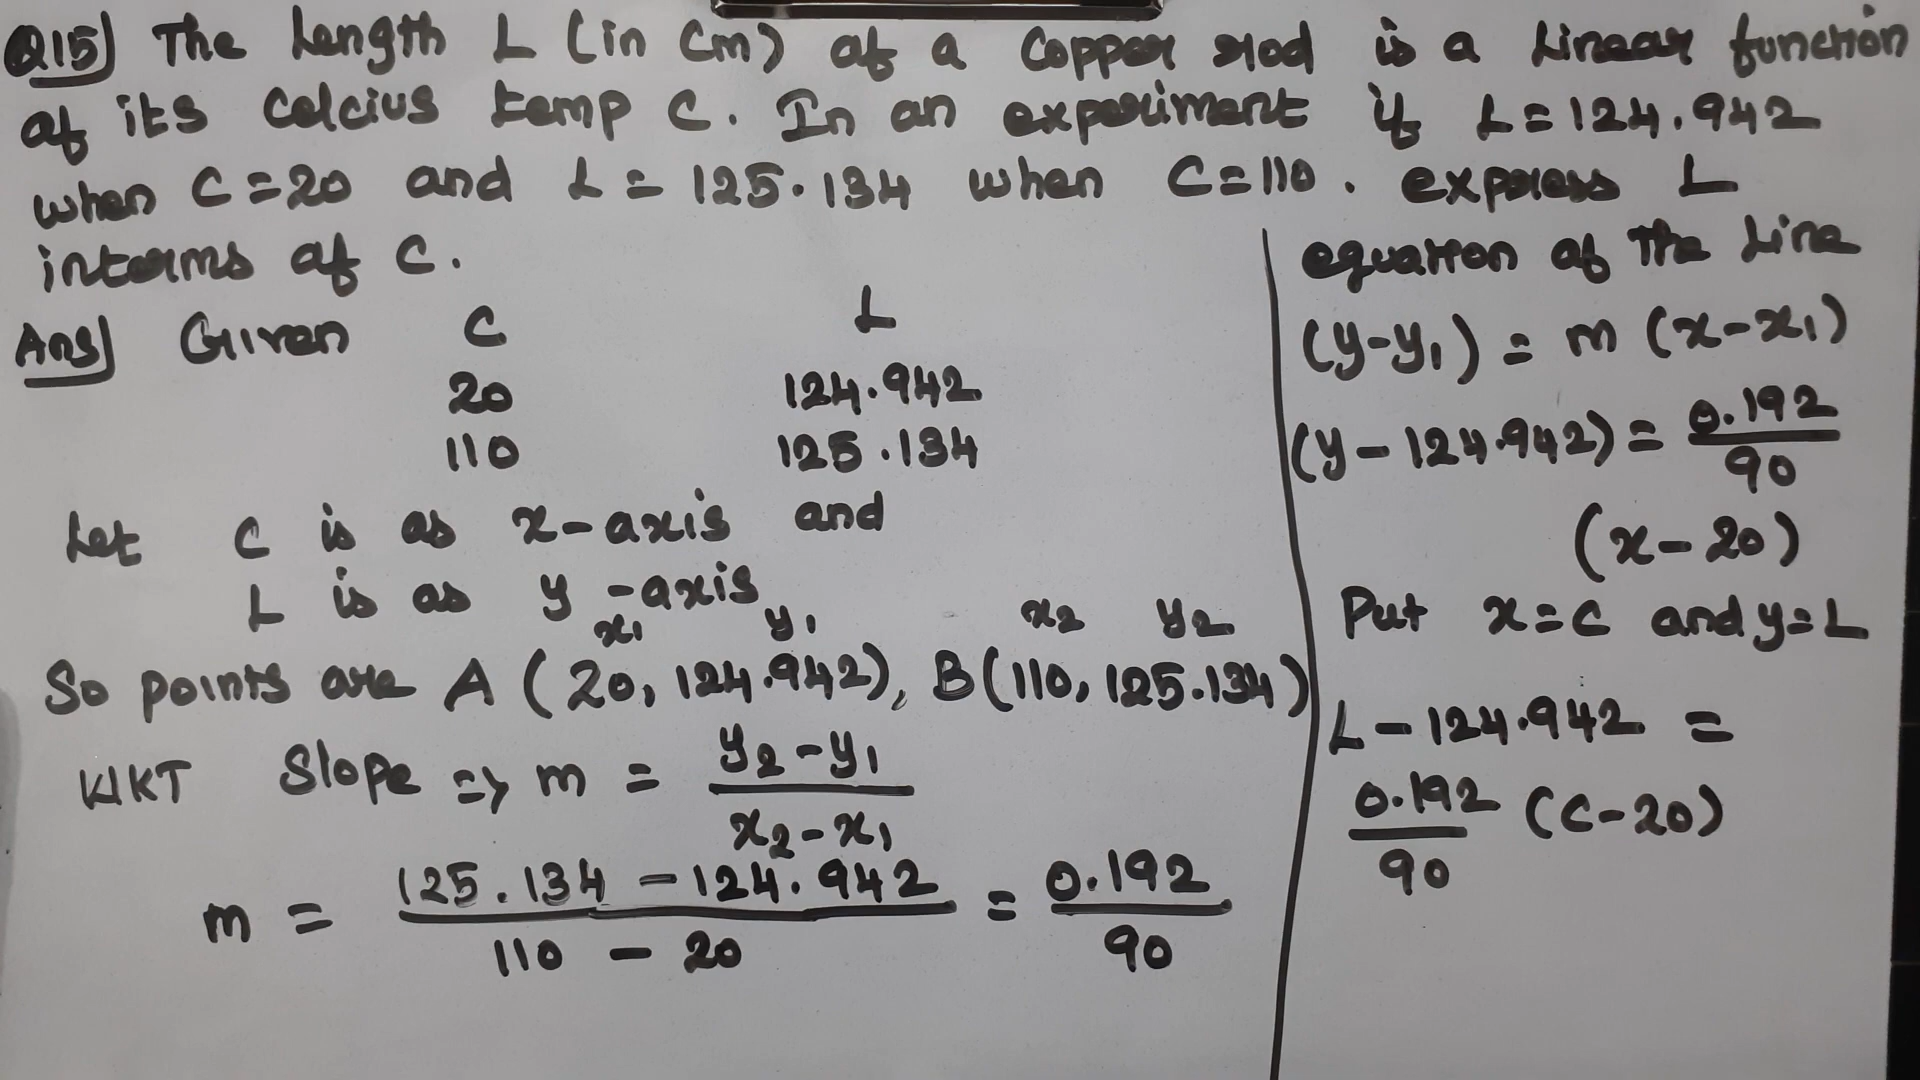 Q15) The Length L (in Cm) of a Copper rod is a Linear function
of its Celcius temp C. In an experiment if L = 124.942
when C = 20 and L = 125.134 when C = 110. express L
interms of C.
Ans) Given C L
20 124.942
110 125.134
Let C is as x-axis and
L is as y-axis
x₁ y₁ x₂ y₂
So points are A (20, 124.942), B(110, 125.134)
WKT Slope => m = y₂-y₁
x₂-x₁
m = 125.134 - 124.942 = 0.192
110 - 20 90
equation of the Line
(y-y₁) = m (x-x₁)
(y-124.942) = 0.192
90
(x-20)
Put x=C and y=L
L-124.942 =
0.192 (C-20)
90